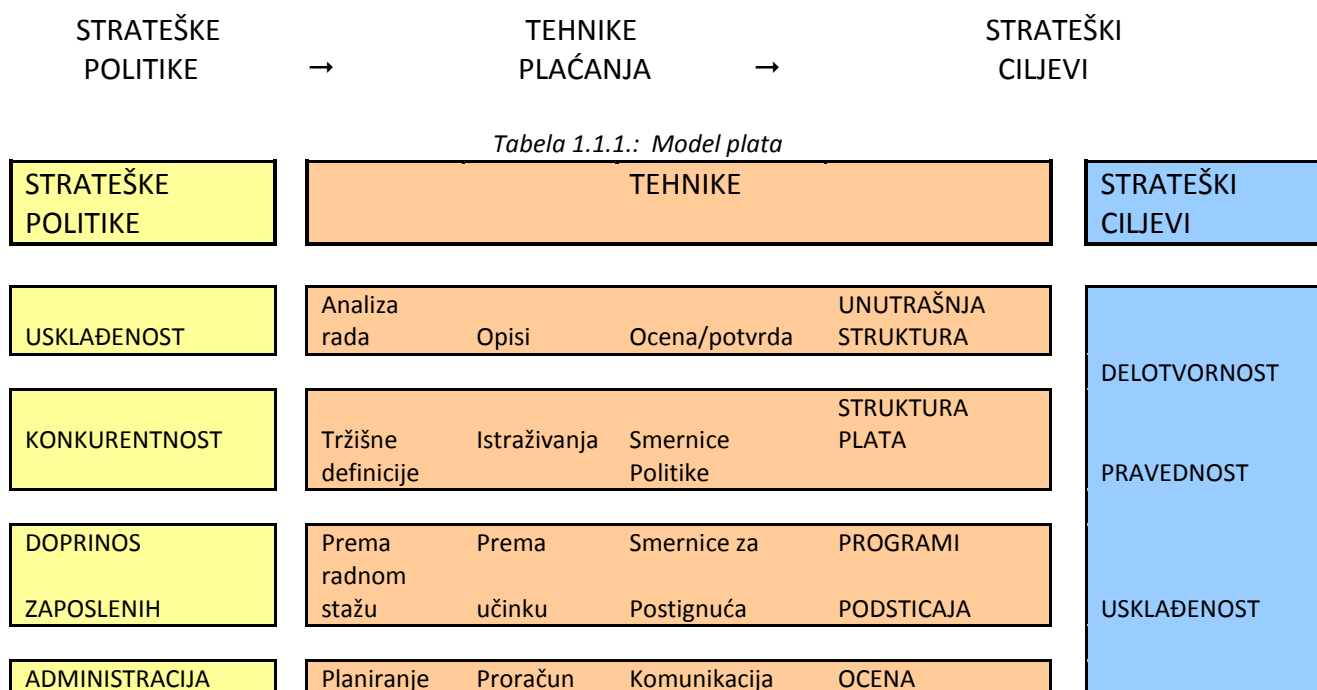 STRATEŠKE TEHNIKE STRATEŠKI
POLITIKE → PLAĆANJA → CILJEVI
Tabela 1.1.1.: Model plata
STRATEŠKE TEHNIKE STRATEŠKI
POLITIKE CILJEVI
Analiza UNUTRAŠNJA
USKLAĐENOST rada Opisi Ocena/potvrda STRUKTURA
DELOTVORNOST
STRUKTURA
KONKURENTNOST Tržišne Istraživanja Smernice PLATA
definicije Politike PRAVEDNOST
DOPRINOS Prema Prema Smernice za PROGRAMI
radnom
ZAPOSLENIH stažu učinku Postignuća PODSTICAJA USKLAĐENOST
ADMINISTRACIJA Planiranje Proračun Komunikacija OCENA